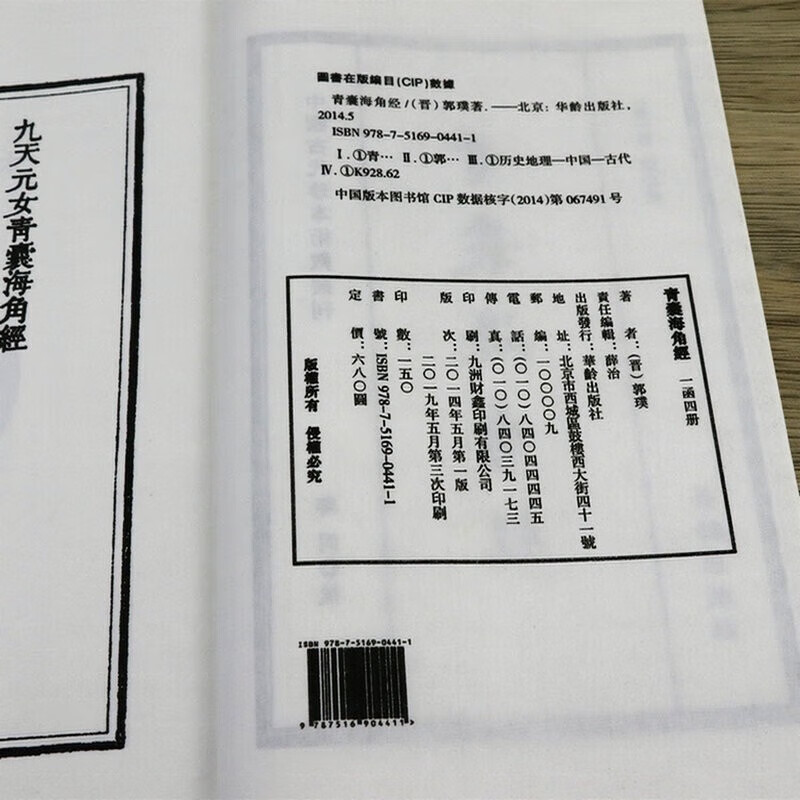 九天元女青囊海角經
圖書在版編目(CIP)數據
青囊海角经/(晋)郭璞著.——北京：华龄出版社，
2014.5
ISBN 978-7-5169-0441-1
Ⅰ.①青… Ⅱ.①郭… Ⅲ.①历史地理—中国—古代
Ⅳ.①K928.62
中国版本图书馆 CIP 数据核字(2014)第 067491 号
青囊海角經 一函四册
著 者：(晋)郭璞
責任編輯：薛治
出版發行：華齡出版社
地 址：北京市西城區鼓樓西大街四十一號
郵 編：一〇〇〇〇九
電 話：(〇一〇)八四〇四四四四五
傳 真：(〇一〇)八四〇三九一七三
印 刷：九洲財鑫印刷有限公司
版 次：二〇一四年五月第一版
二〇一九年五月第三次印刷
印 數：一五〇
書 號：ISBN 978-7-5169-0441-1
定 價：六八〇圓
版權所有 侵權必究
ISBN 978-7-5169-0441-1
9 787516 904411>